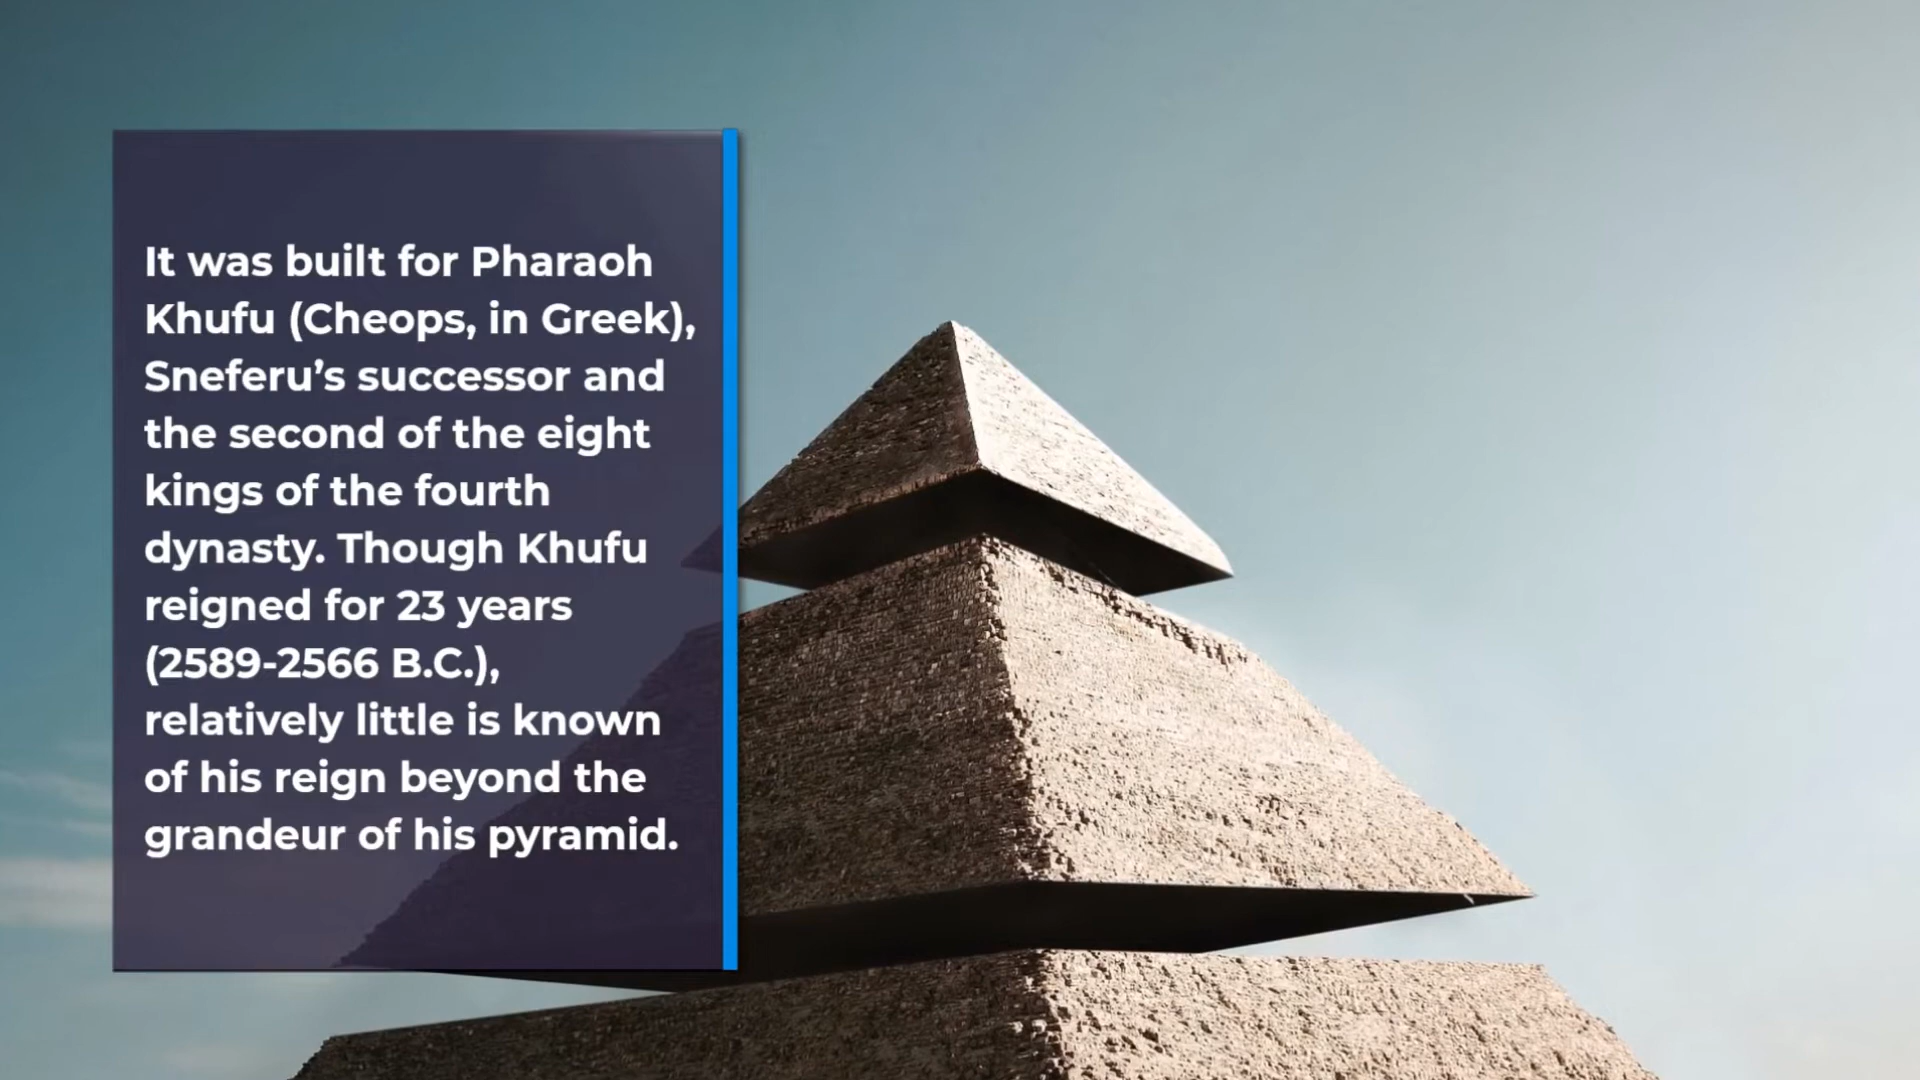 It was built for Pharaoh
Khufu (Cheops, in Greek),
Sneferu’s successor and
the second of the eight
kings of the fourth
dynasty. Though Khufu
reigned for 23 years
(2589-2566 B.C.),
relatively little is known
of his reign beyond the
grandeur of his pyramid.